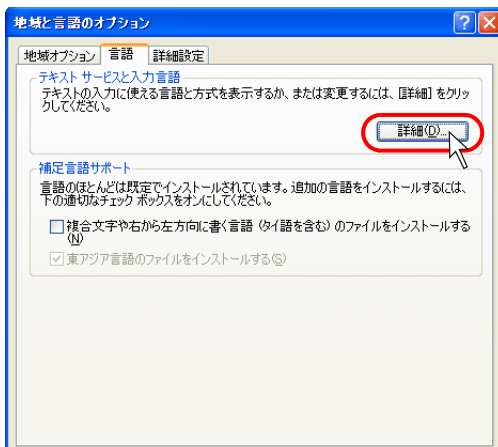 地域と言語のオプション
地域オプション 言語 詳細設定
テキスト サービスと入力言語
テキストの入力に使える言語と方式を表示するか、または変更するには、[詳細] をクリッ
クしてください。
詳細(D)...
補足言語サポート
言語のほとんどは既定でインストールされています。追加の言語をインストールするには、
下の適切なチェック ボックスをオンにしてください。
複合文字や右から左方向に書く言語 (タイ語を含む) のファイルをインストールする
(N)
東アジア言語のファイルをインストールする(S)